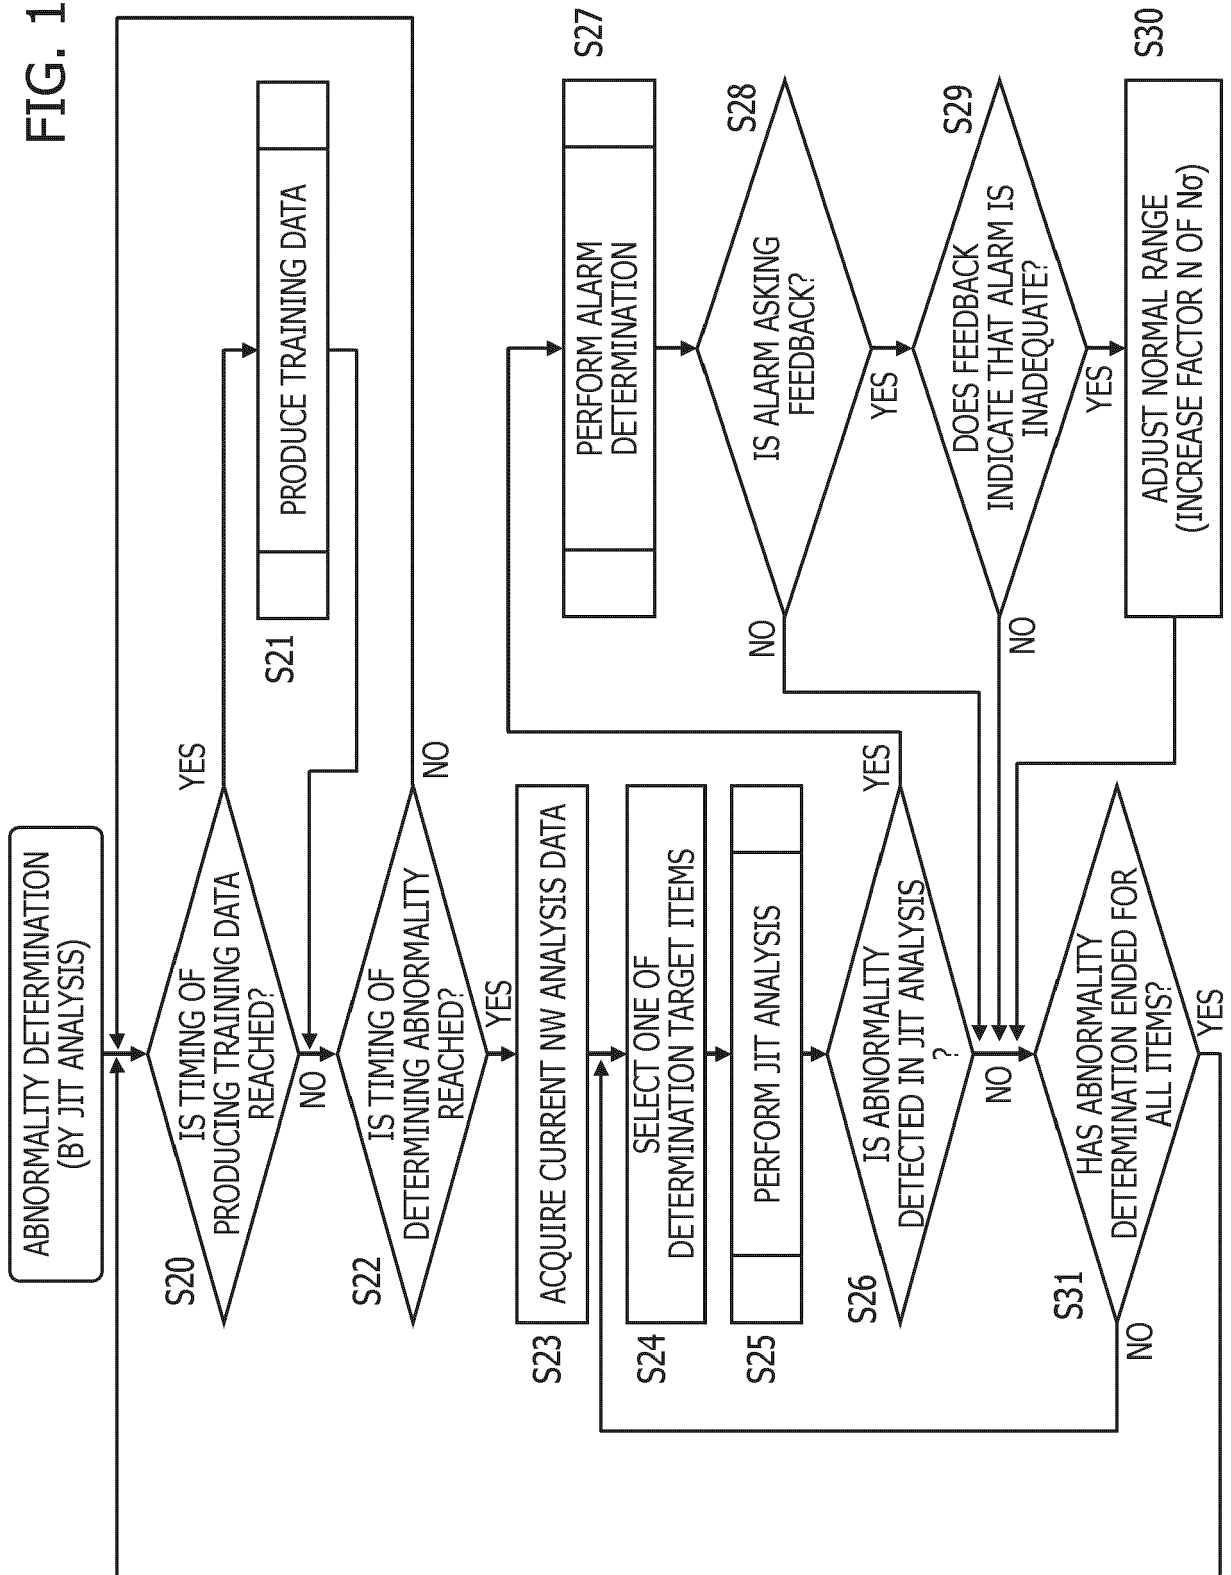 FIG. 1
ABNORMALITY DETERMINATION
(BY JIT ANALYSIS)
S20
IS TIMING OF
PRODUCING TRAINING DATA
REACHED?
YES
NO
S21
PRODUCE TRAINING DATA
S22
IS TIMING OF
DETERMINING ABNORMALITY
REACHED?
NO
YES
S23
ACQUIRE CURRENT NW ANALYSIS DATA
S24
SELECT ONE OF
DETERMINATION TARGET ITEMS
S25
PERFORM JIT ANALYSIS
S26
IS ABNORMALITY
DETECTED IN JIT ANALYSIS
?
YES
NO
S27
PERFORM ALARM
DETERMINATION
S28
IS ALARM ASKING
FEEDBACK?
NO
YES
S29
DOES FEEDBACK
INDICATE THAT ALARM IS
INADEQUATE?
NO
YES
S30
ADJUST NORMAL RANGE
(INCREASE FACTOR N OF Nσ)
S31
HAS ABNORMALITY
DETERMINATION ENDED FOR
ALL ITEMS?
NO
YES